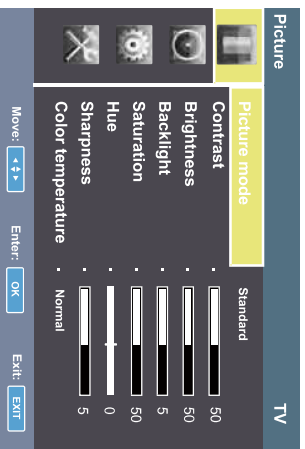 Picture TV
Picture mode Standard
Contrast 50
Brightness 50
Backlight 5
Saturation 50
Hue 0
Sharpness 5
Color temperature Normal
Move: Enter: OK Exit: EXIT